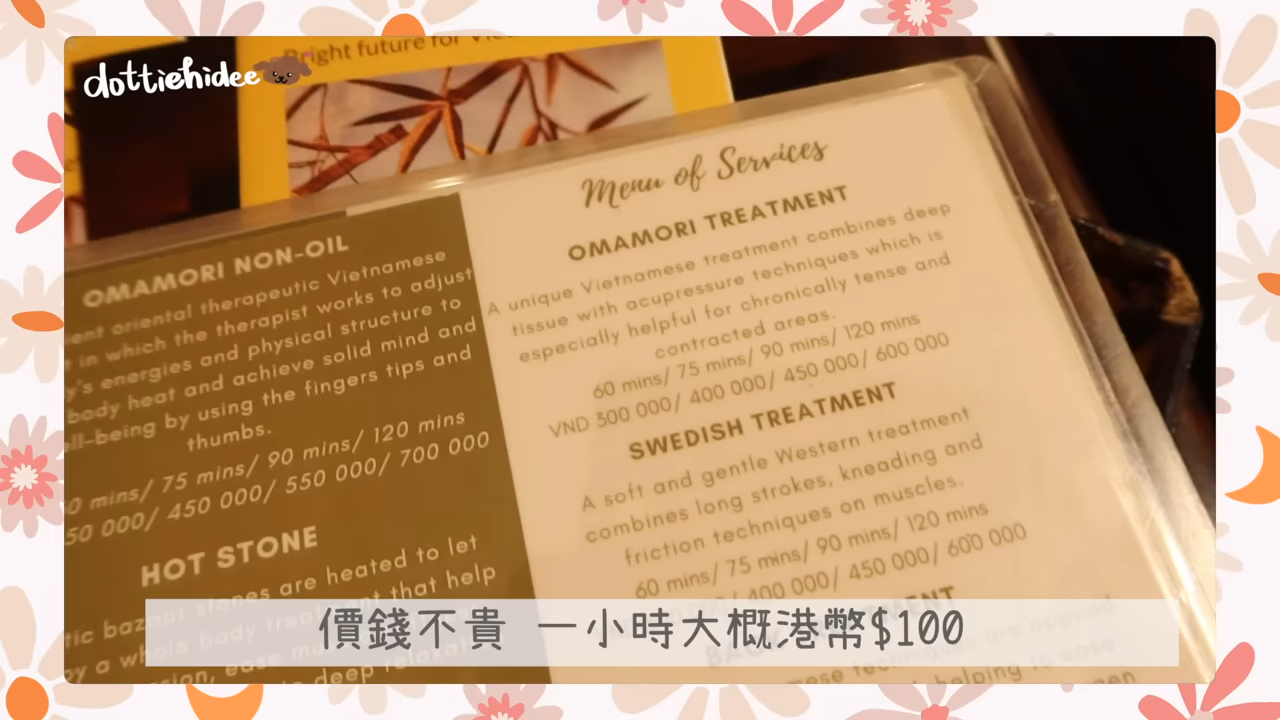 dottiehidee
Bright future for
Menu of Services
OMAMORI TREATMENT
A unique Vietnamese treatment combines deep
tissue with acupressure techniques which is
especially helpful for chronically tense and
contracted areas.
60 mins/ 75 mins/ 90 mins/ 120 mins
VND 300 000/ 400 000/ 450 000/ 600 000
SWEDISH TREATMENT
A soft and gentle Western treatment
combines long strokes, kneading and
friction techniques on muscles.
60 mins/ 75 mins/ 90 mins/ 120 mins
400 000/ 450 000/ 600 000
OMAMORI NON-OIL
oriental therapeutic Vietnamese
in which the therapist works to adjust
energies and physical structure to
body heat and achieve solid mind and
by using the fingers tips and
thumbs.
mins/ 75 mins/ 90 mins/ 120 mins
50 000/ 450 000/ 550 000/ 700 000
HOT STONE
stones are heated to let
whole body treatment that help
deep
helping to ease
價錢不貴 一小時大概港幣$100